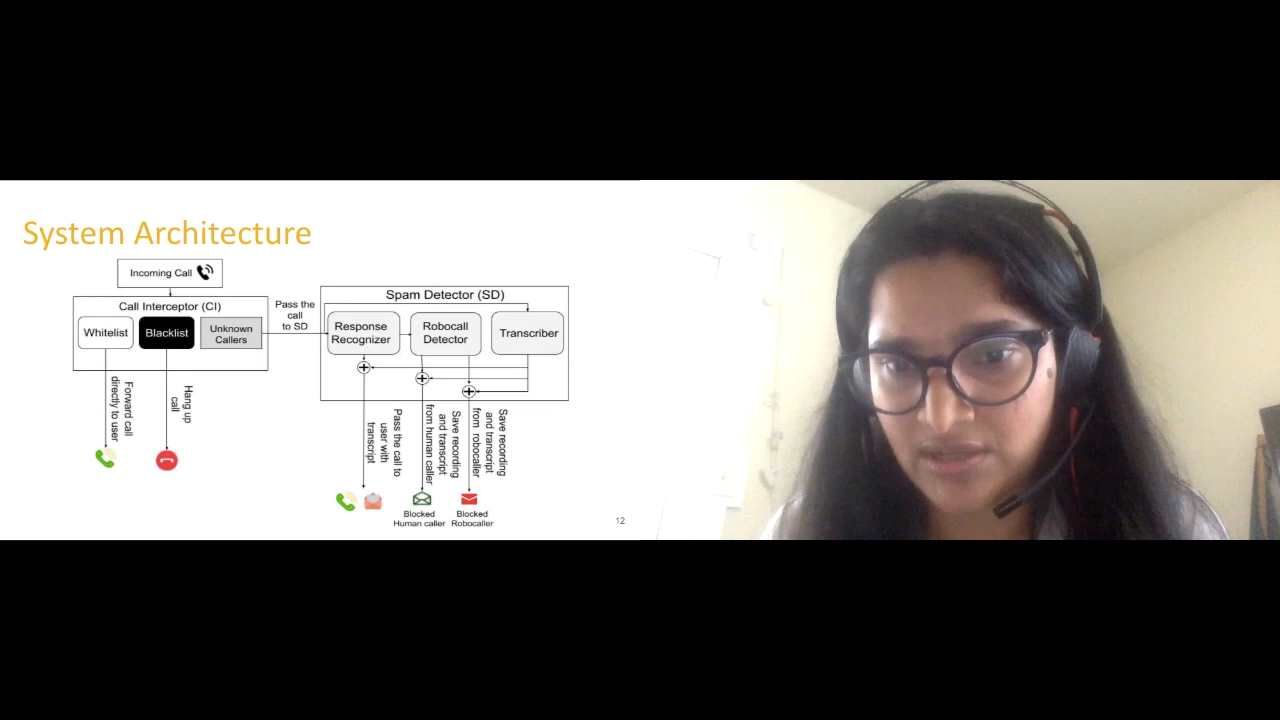 System Architecture
Incoming Call
Call Interceptor (CI)
Whitelist
Blacklist
Unknown
Callers
Pass the
call
to SD
Spam Detector (SD)
Response
Recognizer
Robocall
Detector
Transcriber
Forward call
directly to user
Hang up
call
Pass the call to
user with
transcript
Save recording
and transcript
from human caller
Save recording
and transcript
from robocaller
Blocked
Human caller
Blocked
Robocaller
12